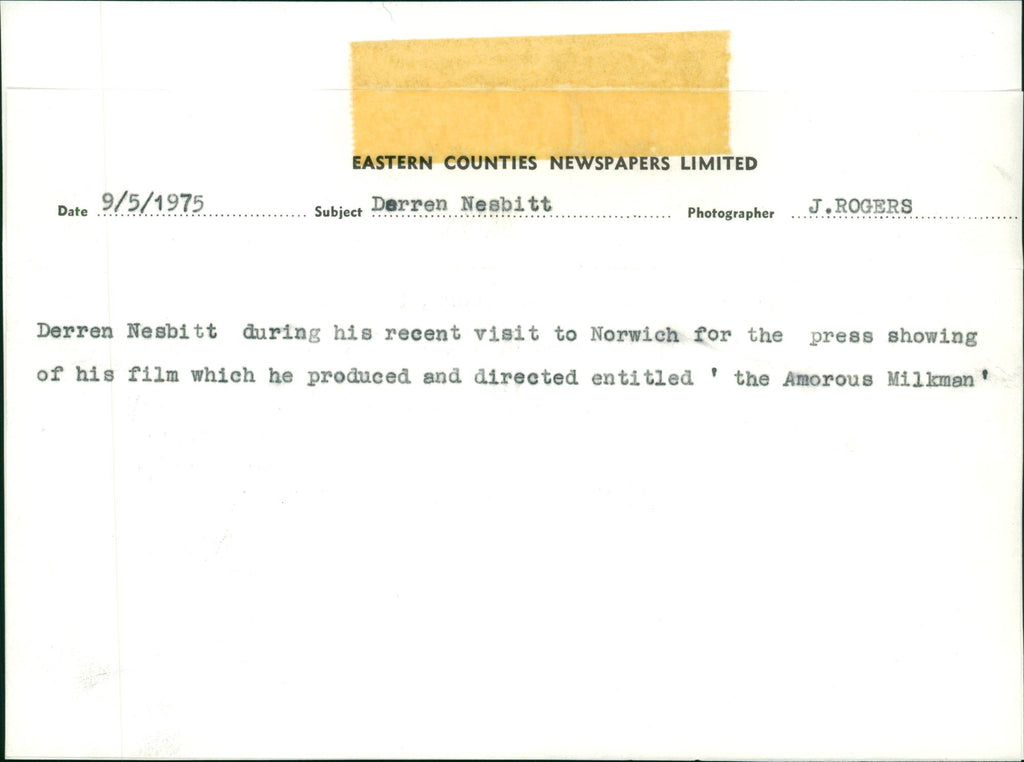 EASTERN COUNTIES NEWSPAPERS LIMITED
Date 9/5/1975 Subject Derren Nesbitt Photographer J.ROGERS
Derren Nesbitt during his recent visit to Norwich for the press showing
of his film which he produced and directed entitled ' the Amorous Milkman'